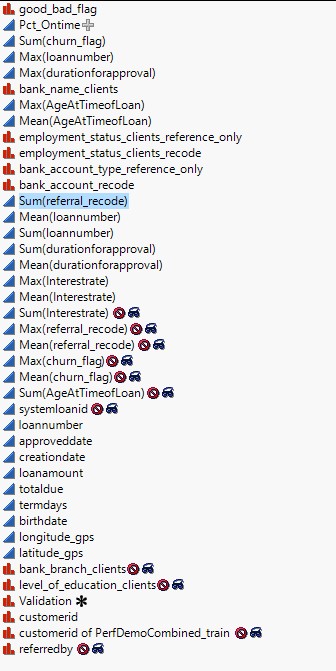 good_bad_flag
Pct_Ontime
Sum(churn_flag)
Max(loannumber)
Max(durationforapproval)
bank_name_clients
Max(AgeAtTimeofLoan)
Mean(AgeAtTimeofLoan)
employment_status_clients_reference_only
employment_status_clients_recode
bank_account_type_reference_only
bank_account_recode
Sum(referral_recode)
Mean(loannumber)
Sum(loannumber)
Sum(durationforapproval)
Mean(durationforapproval)
Max(Interestrate)
Mean(Interestrate)
Sum(Interestrate)
Max(referral_recode)
Mean(referral_recode)
Max(churn_flag)
Mean(churn_flag)
Sum(AgeAtTimeofLoan)
systemloanid
loannumber
approveddate
creationdate
loanamount
totaldue
termdays
birthdate
longitude_gps
latitude_gps
bank_branch_clients
level_of_education_clients
Validation
customerid
customerid of PerfDemoCombined_train
referredby